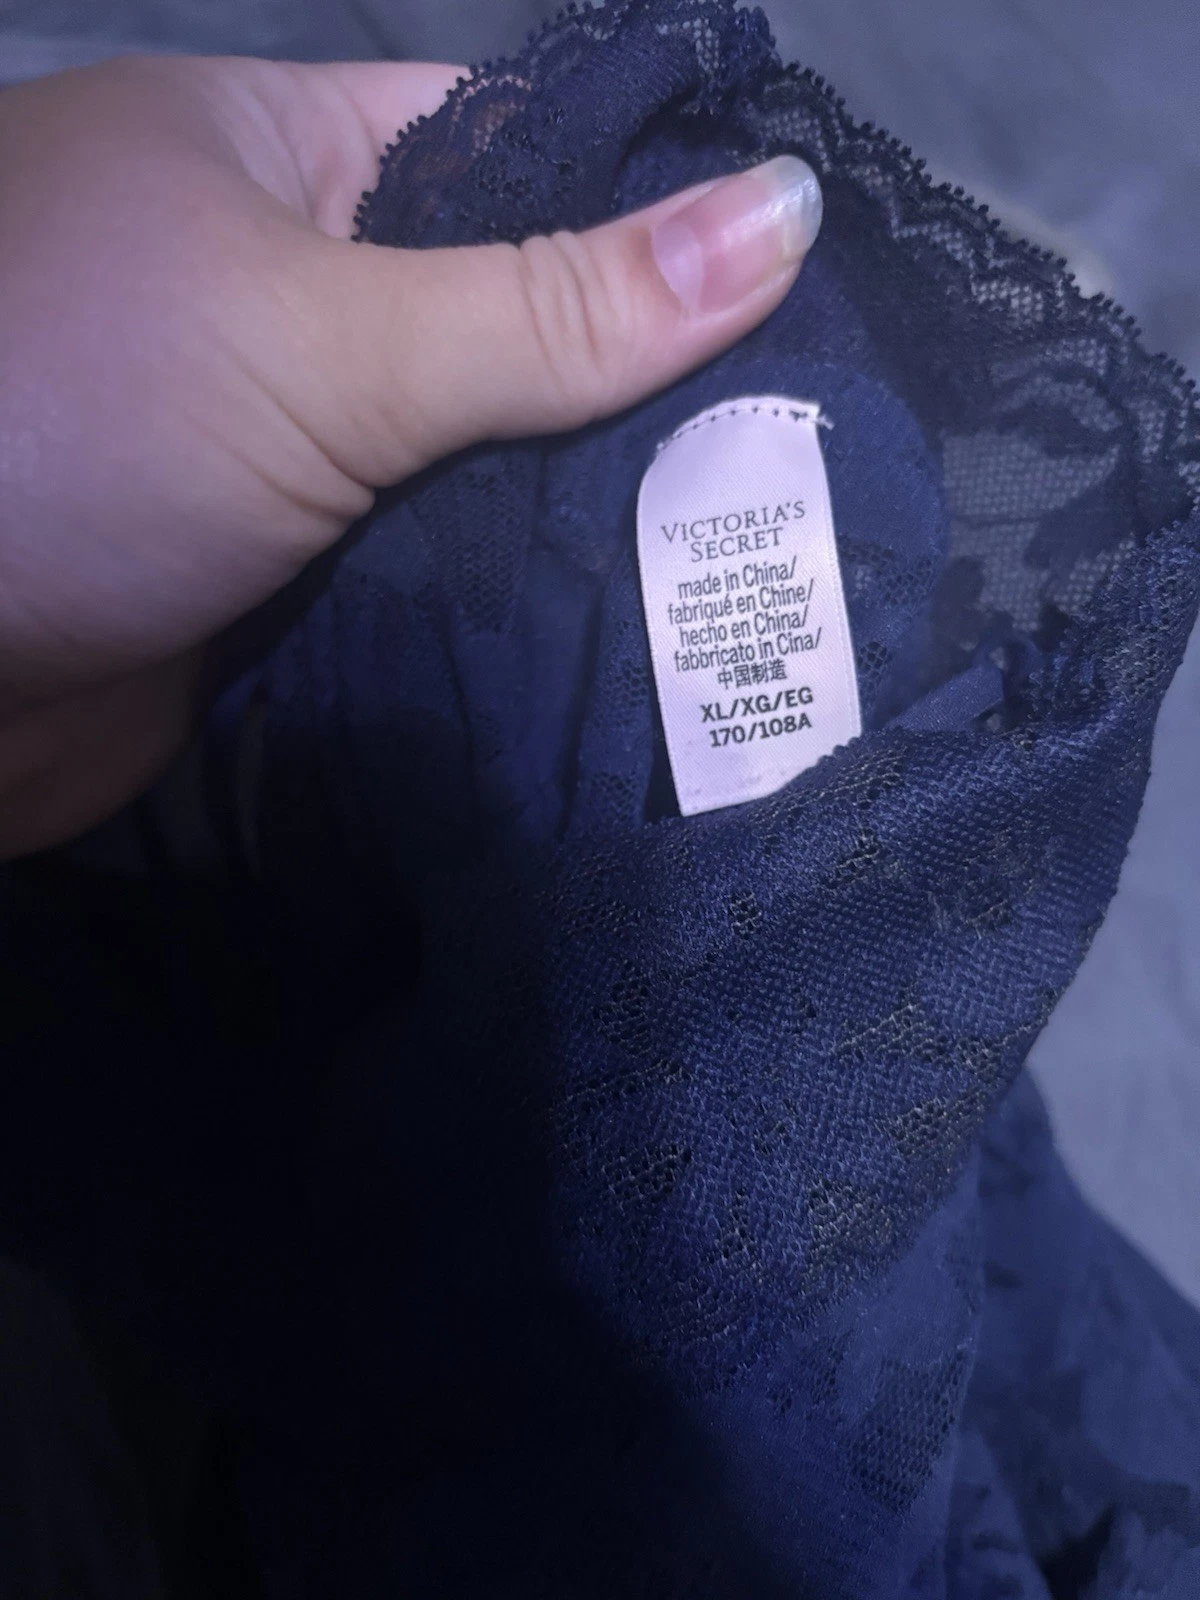 VICTORIA'S
SECRET
made in China/
fabriqué en Chine/
hecho en China/
fabbricato in Cina/
中国制造
XL/XG/EG
170/108A